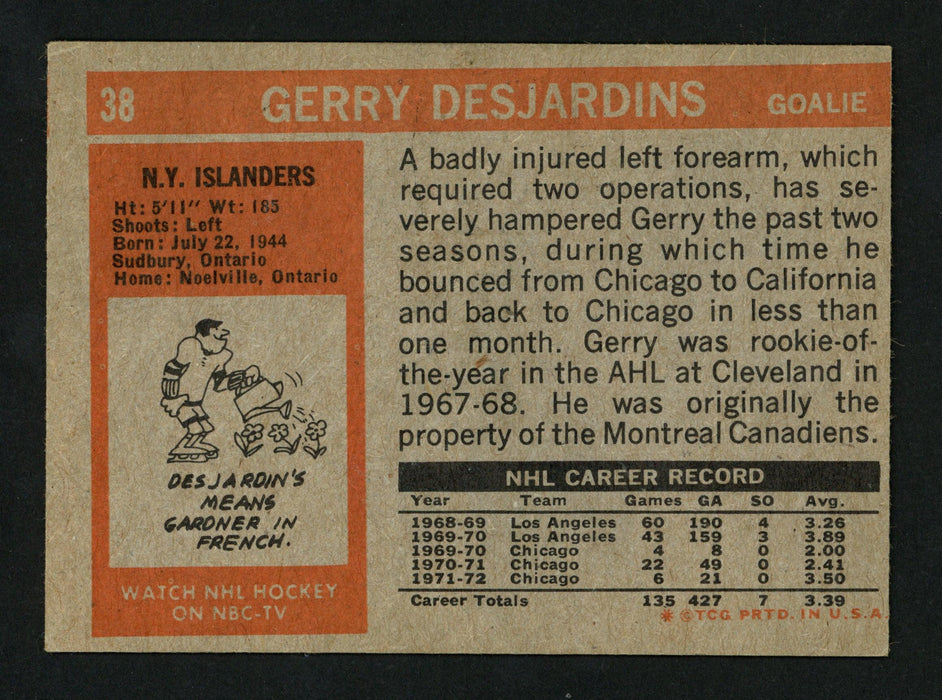 38 GERRY DESJARDINS GOALIE
N.Y. ISLANDERS
Ht: 5'11" Wt: 185
Shoots: Left
Born: July 22, 1944
Sudbury, Ontario
Home: Noelville, Ontario
DESJARDIN'S
MEANS
GARDNER IN
FRENCH.
WATCH NHL HOCKEY
ON NBC-TV
A badly injured left forearm, which
required two operations, has se-
verely hampered Gerry the past two
seasons, during which time he
bounced from Chicago to California
and back to Chicago in less than
one month. Gerry was rookie-of-
the-year in the AHL at Cleveland in
1967-68. He was originally the
property of the Montreal Canadiens.
NHL CAREER RECORD
Year Team Games GA SO Avg.
1968-69 Los Angeles 60 190 4 3.26
1969-70 Los Angeles 43 159 3 3.89
1969-70 Chicago 4 8 0 2.00
1970-71 Chicago 22 49 0 2.41
1971-72 Chicago 6 21 0 3.50
Career Totals 135 427 7 3.39
* © TCG PRTD. IN U.S.A.